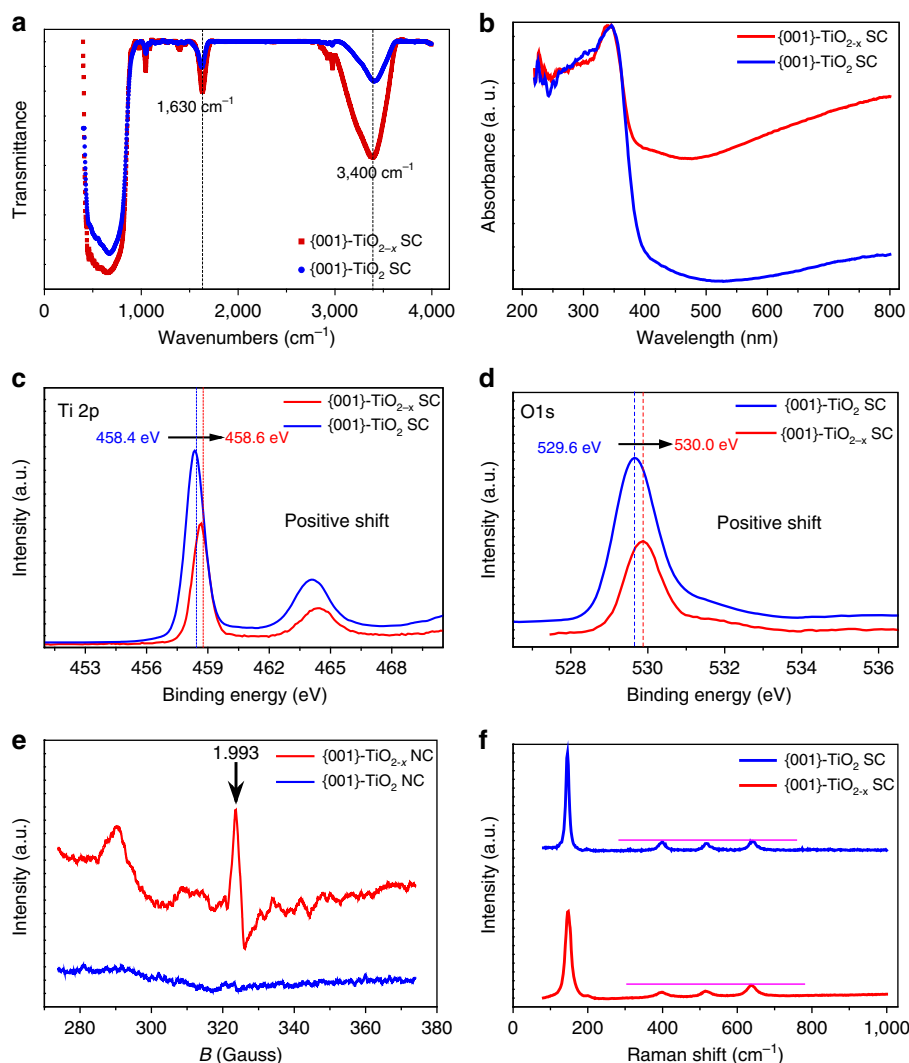 a
Transmittance
1,630 cm⁻¹
3,400 cm⁻¹
{001}-TiO₂₋ₓ SC
{001}-TiO₂ SC
0 1,000 2,000 3,000 4,000
Wavenumbers (cm⁻¹)
b
Absorbance (a. u.)
{001}-TiO₂₋ₓ SC
{001}-TiO₂ SC
200 300 400 500 600 700 800
Wavelength (nm)
c
Intensity (a.u.)
Ti 2p
{001}-TiO₂₋ₓ SC
{001}-TiO₂ SC
458.4 eV 458.6 eV
Positive shift
453 456 459 462 465 468
Binding energy (eV)
d
Intensity (a.u.)
O1s
{001}-TiO₂ SC
{001}-TiO₂₋ₓ SC
529.6 eV 530.0 eV
Positive shift
528 530 532 534 536
Binding energy (eV)
e
Intensity (a.u.)
1.993
{001}-TiO₂₋ₓ NC
{001}-TiO₂ NC
280 300 320 340 360 380
B (Gauss)
f
Intensity (a.u.)
{001}-TiO₂ SC
{001}-TiO₂₋ₓ SC
0 200 400 600 800 1,000
Raman shift (cm⁻¹)